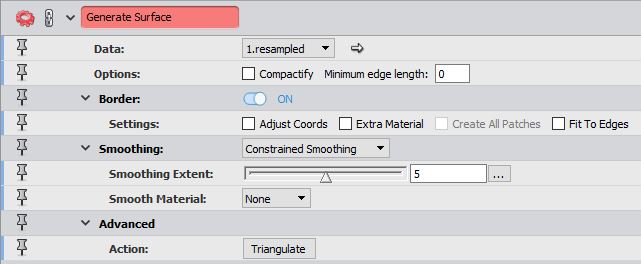 Generate Surface
Data: 1.resampled
Options: Compactify Minimum edge length: 0
Border: ON
Settings: Adjust Coords Extra Material Create All Patches Fit To Edges
Smoothing: Constrained Smoothing
Smoothing Extent: 5 ...
Smooth Material: None
Advanced
Action: Triangulate